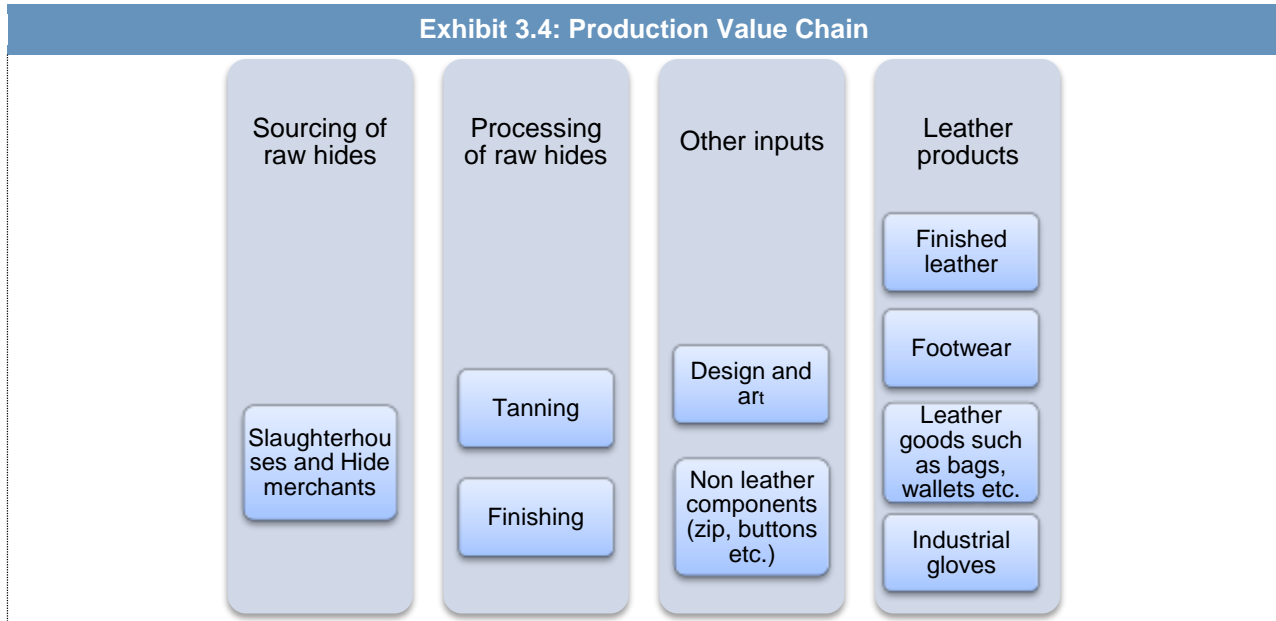 Exhibit 3.4: Production Value Chain
Sourcing of
raw hides
Slaughterhou
ses and Hide
merchants
Processing
of raw hides
Tanning
Finishing
Other inputs
Design and
art
Non leather
components
(zip, buttons
etc.)
Leather
products
Finished
leather
Footwear
Leather
goods such
as bags,
wallets etc.
Industrial
gloves